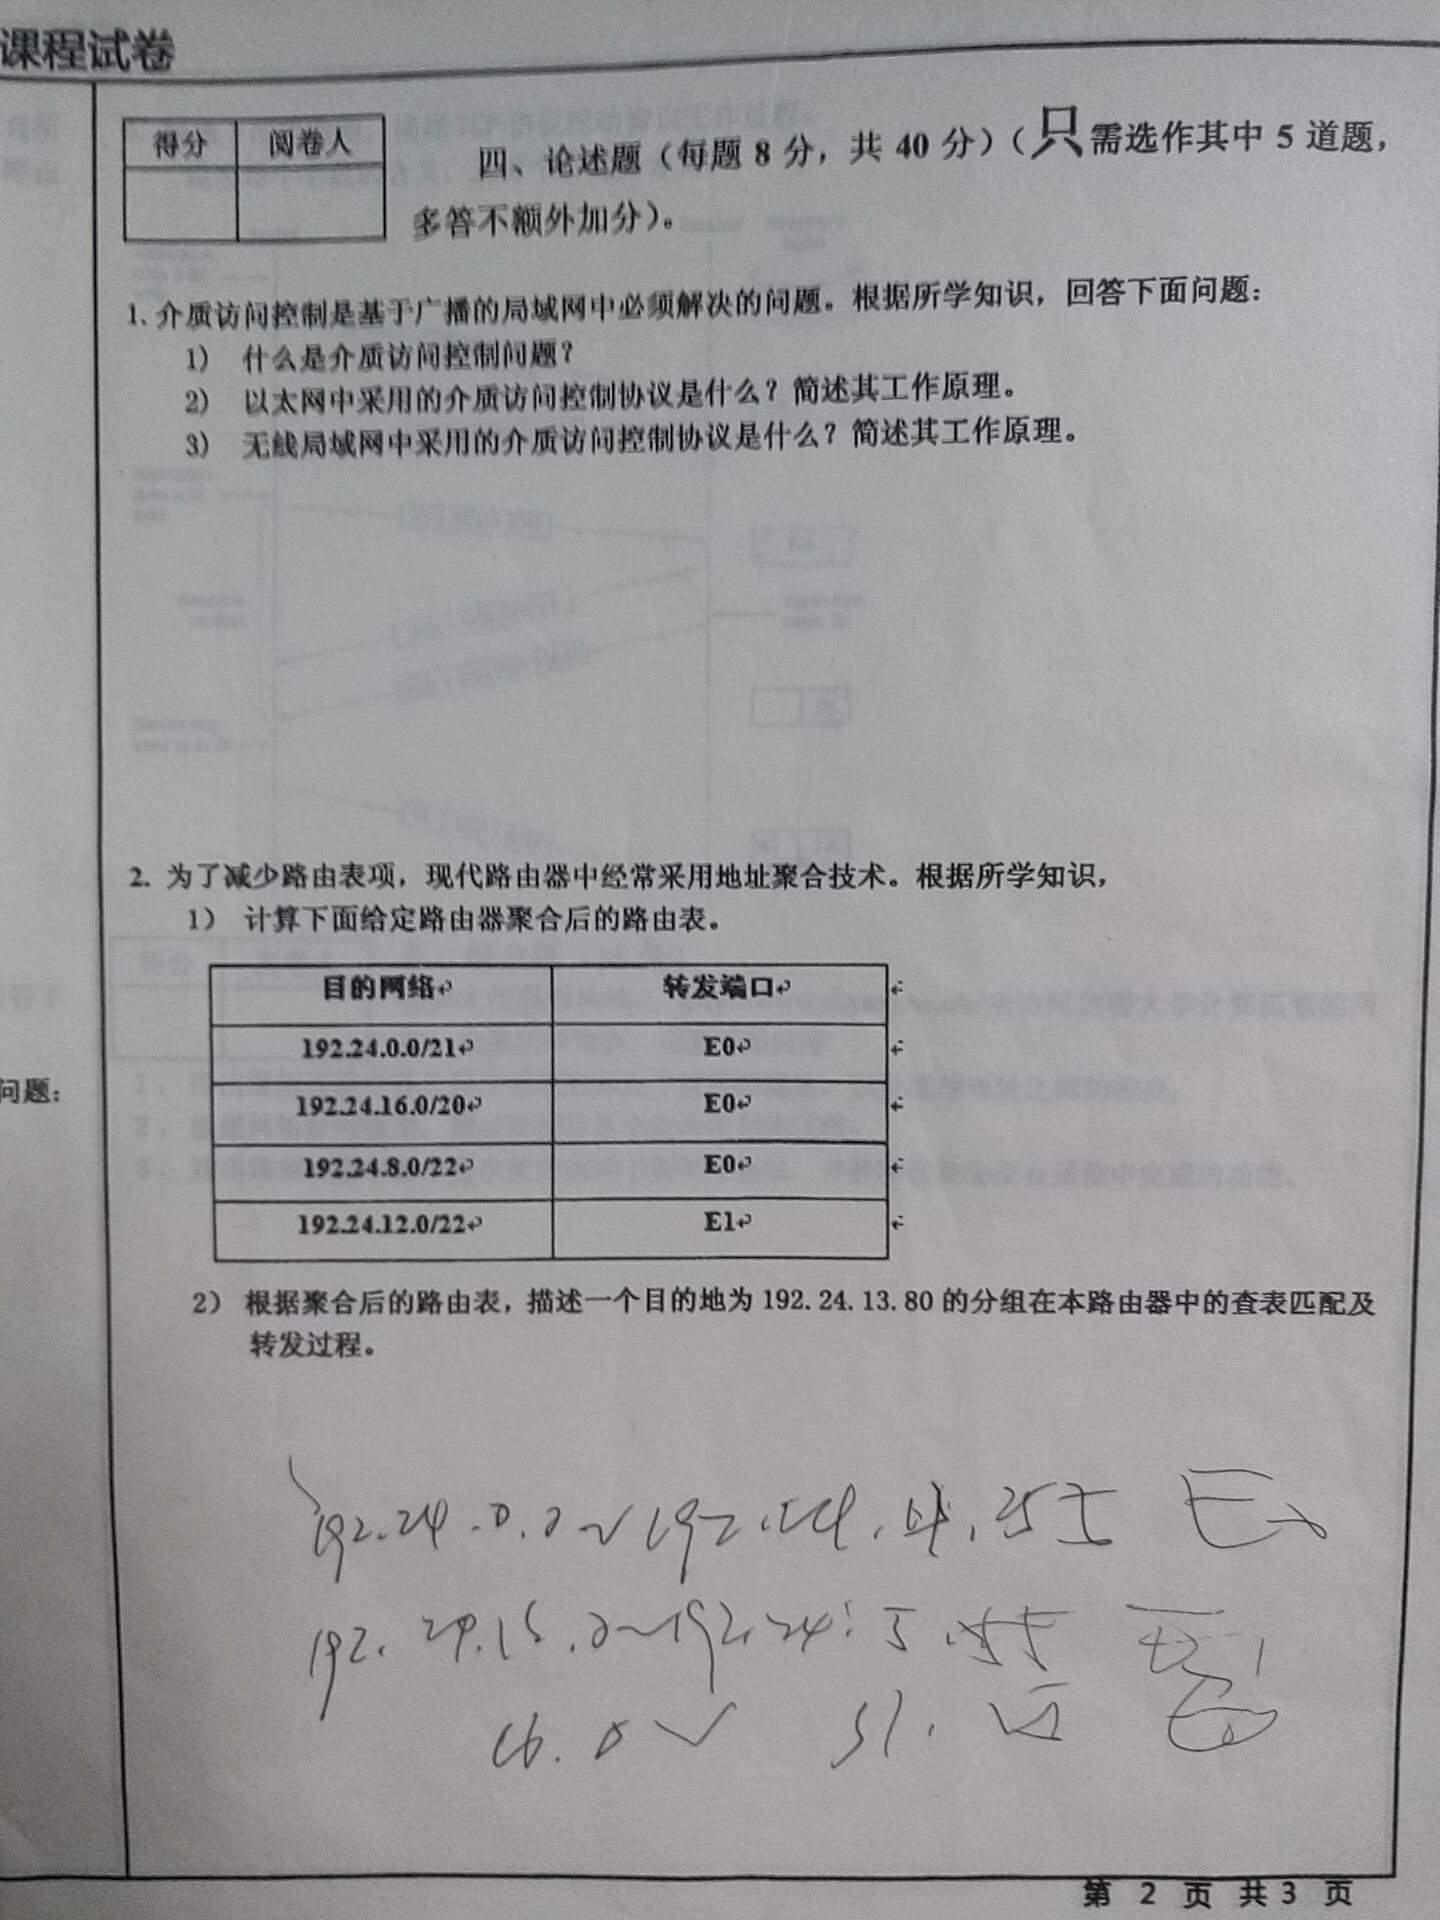 课程试卷
得分 阅卷人
四、论述题（每题 8 分，共 40 分）（只需选作其中 5 道题，
多答不额外加分）。
1. 介质访问控制是基于广播的局域网中必须解决的问题。根据所学知识，回答下面问题：
1） 什么是介质访问控制问题？
2） 以太网中采用的介质访问控制协议是什么？简述其工作原理。
3） 无线局域网中采用的介质访问控制协议是什么？简述其工作原理。
2. 为了减少路由表项，现代路由器中经常采用地址聚合技术。根据所学知识，
1） 计算下面给定路由器聚合后的路由表。
目的网络 转发端口
192.24.0.0/21 E0
192.24.16.0/20 E0
192.24.8.0/22 E0
192.24.12.0/22 E1
问题：
2） 根据聚合后的路由表，描述一个目的地为 192.24.13.80 的分组在本路由器中的查表匹配及
转发过程。
192.24.0.0~192.24.
192.24.
第 2 页 共 3 页